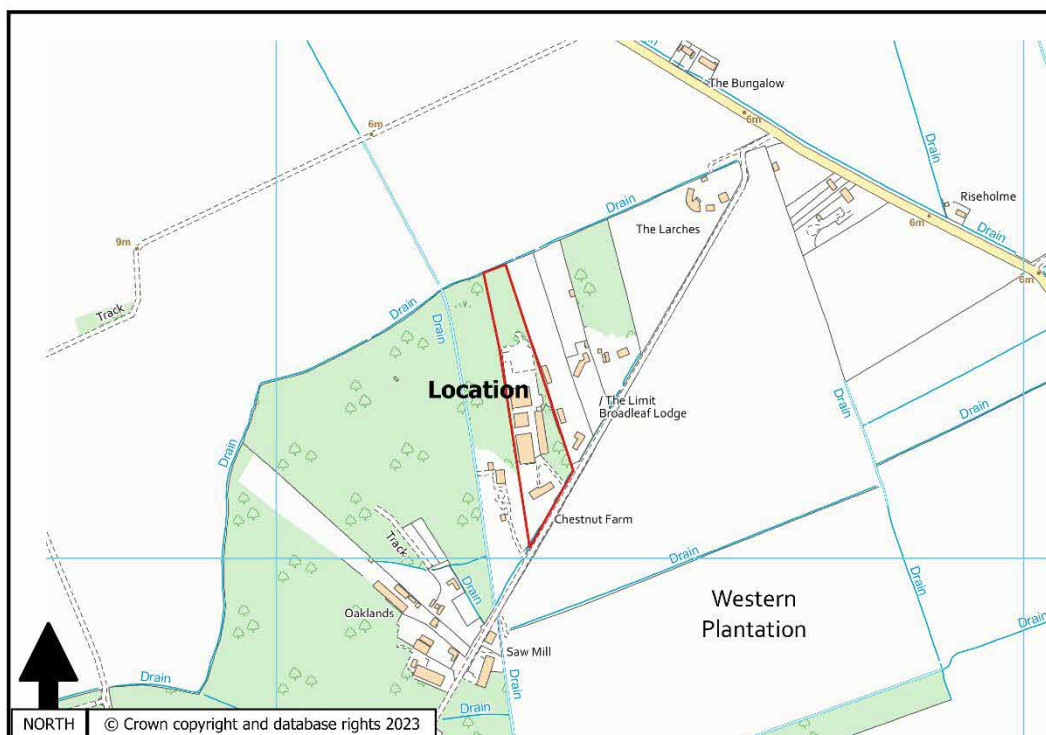 The Bungalow
6m
6m
Drain
Riseholme
Drain
6m
6m
9m
Track
Drain
The Larches
Drain
Drain
Location
/ The Limit
Broadleaf Lodge
Drain
Drain
Drain
Chestnut Farm
Track
Drain
Drain
Western
Plantation
Oaklands
Saw Mill
Drain
Drain
Drain
Drain
Drain
NORTH
© Crown copyright and database rights 2023